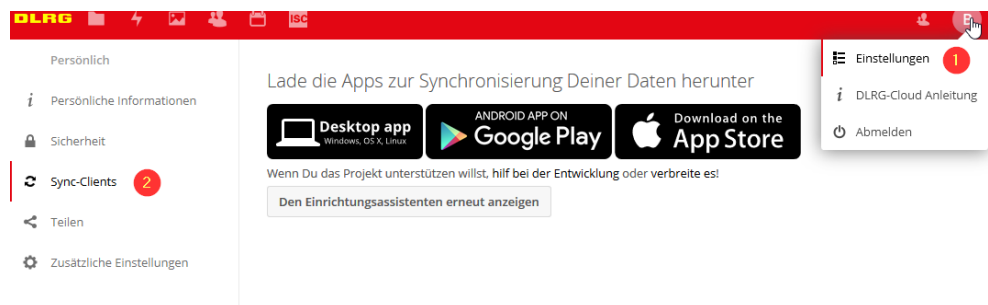 DLRG
ISC
B
Persönlich
Persönliche Informationen
Sicherheit
Sync-Clients 2
Teilen
Zusätzliche Einstellungen
Lade die Apps zur Synchronisierung Deiner Daten herunter
Desktop app
Windows, OS X, Linux
ANDROID APP ON
Google Play
Download on the
App Store
Wenn Du das Projekt unterstützen willst, hilf bei der Entwicklung oder verbreite es!
Den Einrichtungsassistenten erneut anzeigen
Einstellungen 1
DLRG-Cloud Anleitung
Abmelden